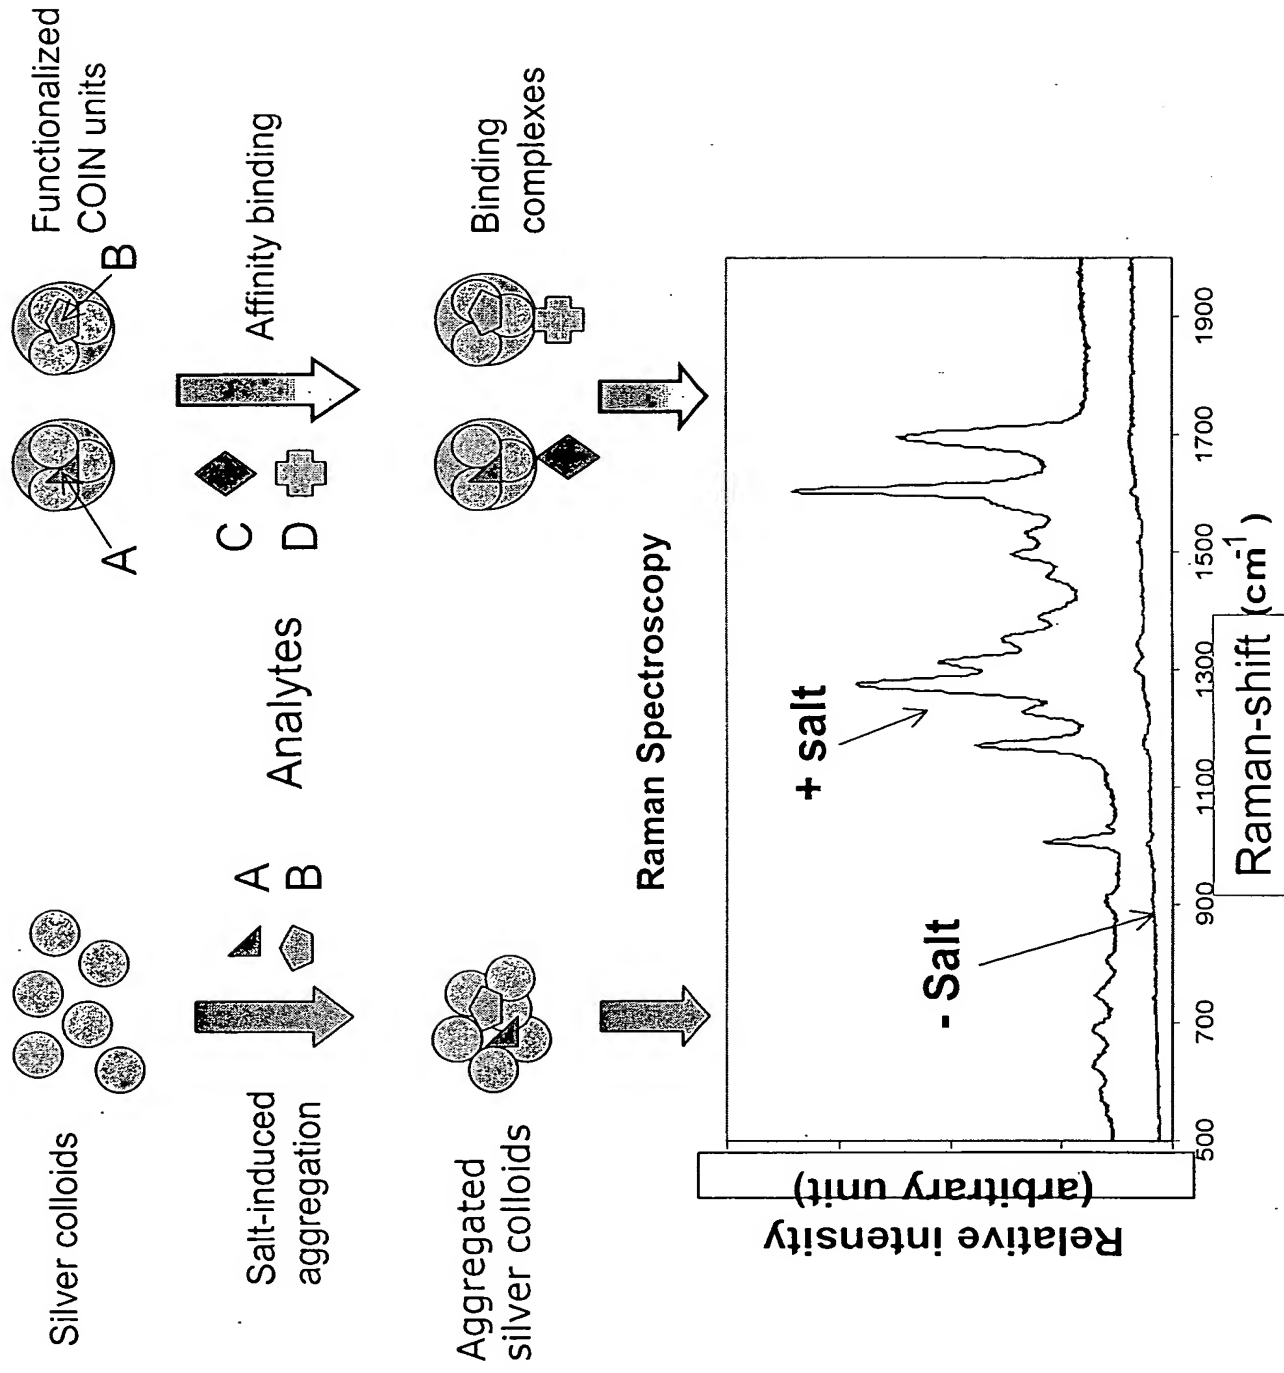 Silver colloids
Functionalized
COIN units
A
B
Salt-induced
aggregation
A
B
Analytes
C
D
Affinity binding
Aggregated
silver colloids
Binding
complexes
Raman Spectroscopy
Relative intensity
(arbitrary unit)
+ salt
- Salt
500 700 900 1100 1300 1500 1700 1900
Raman-shift (cm-1)